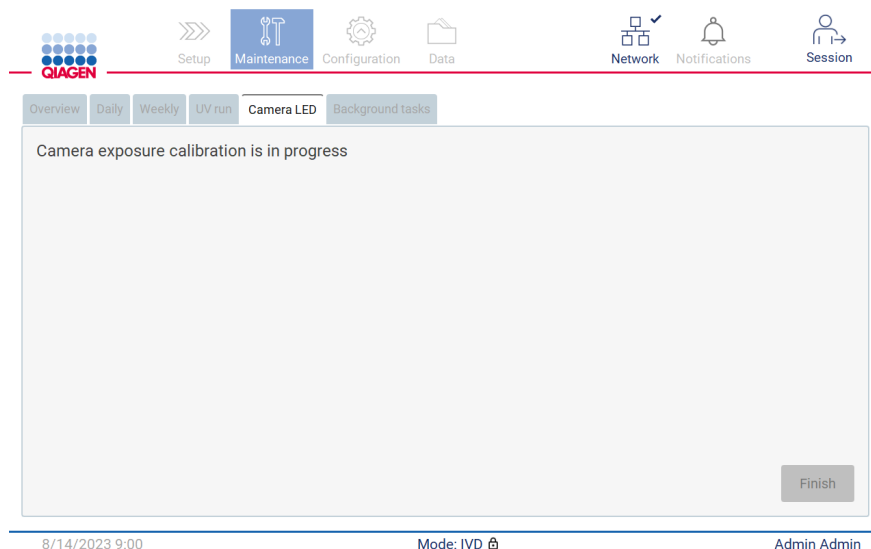 QIAGEN
Setup Maintenance Configuration Data Network Notifications Session
Overview Daily Weekly UV run Camera LED Background tasks
Camera exposure calibration is in progress
Finish
8/14/2023 9:00 Mode: IVD Admin Admin